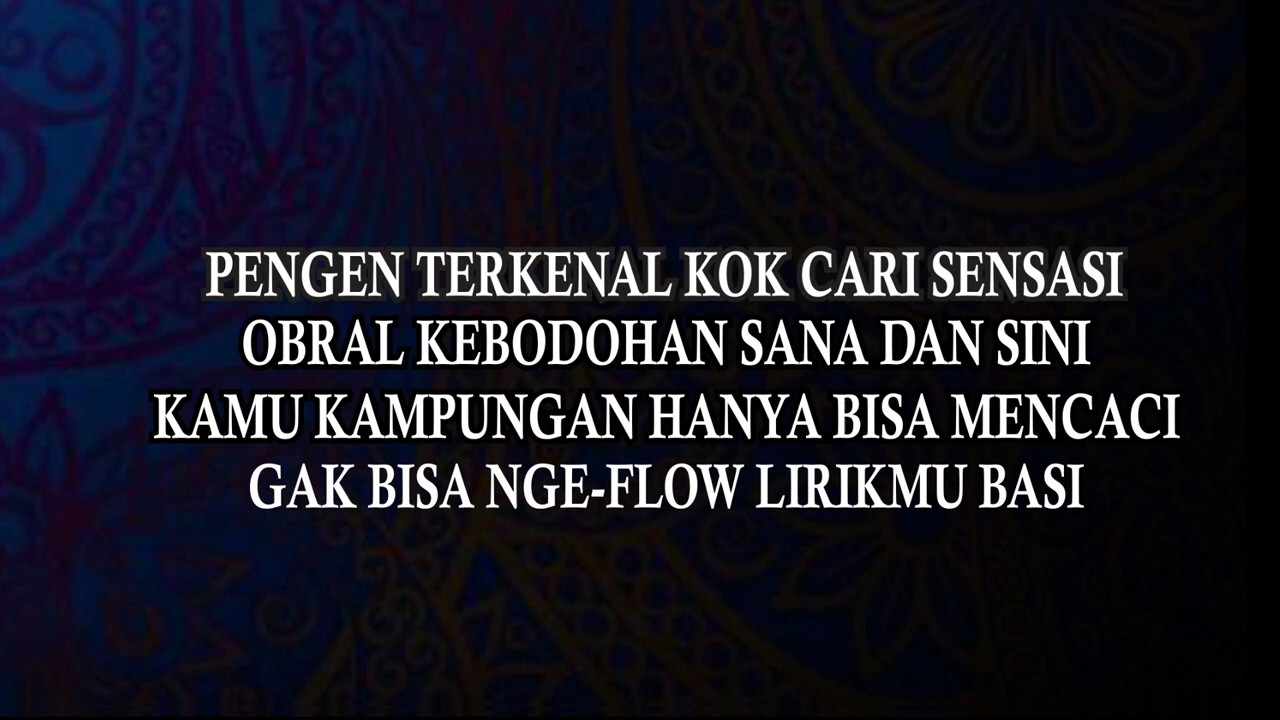 PENGEN TERKENAL KOK CARI SENSASI
OBRAL KEBODOHAN SANA DAN SINI
KAMU KAMPUNGAN HANYA BISA MENCACI
GAK BISA NGE-FLOW LIRIKMU BASI